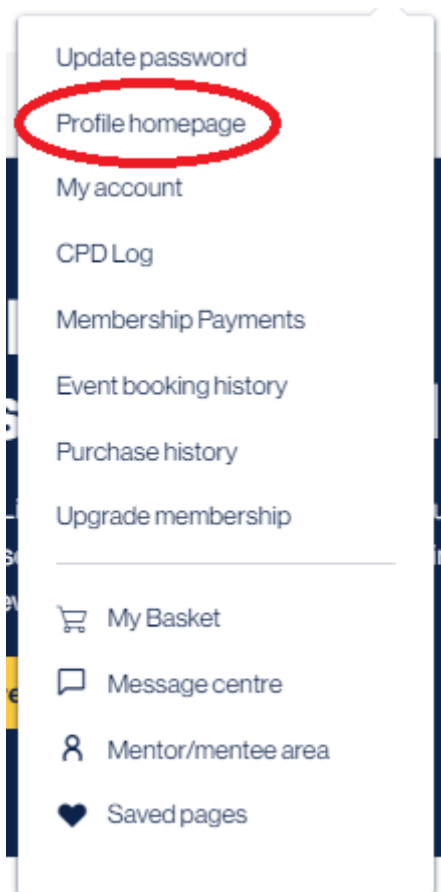 Update password
Profile homepage
My account
CPD Log
Membership Payments
Event booking history
Purchase history
Upgrade membership
My Basket
Message centre
Mentor/mentee area
Saved pages